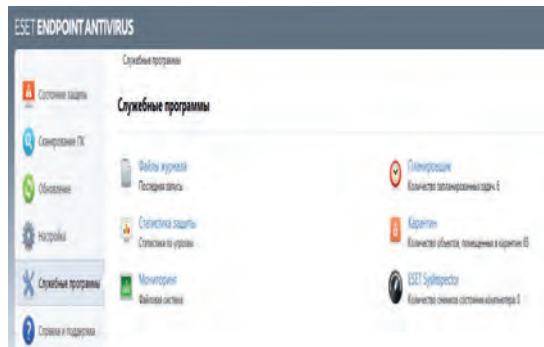 ESET ENDPOINT ANTIVIRUS
Служебные программы
Состояние защиты
Сканирование ПК
Обновление
Настройка
Служебные программы
Справка и поддержка
Служебные программы
Файлы журнала
Последняя запись:
Статистика защиты
Статистика по угрозам
Мониторинг
Файловая система
Планировщик
Количество запланированных задач: 6
Карантин
Количество объектов, помещенных в карантин: 65
ESET SysInspector
Количество снимков состояния компьютера: 0